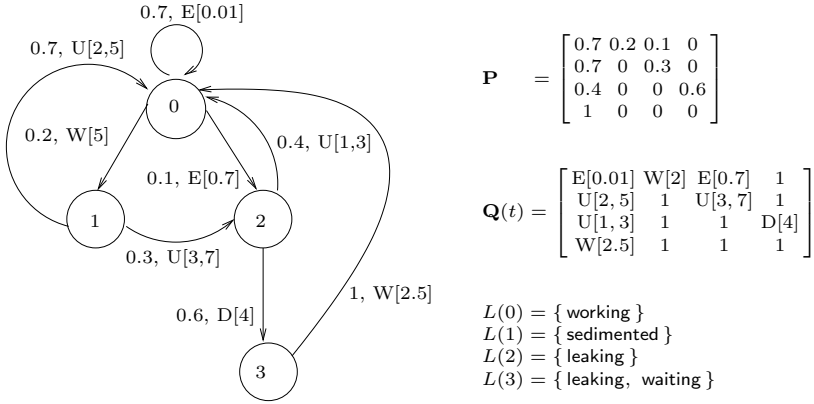 0.7, E[0.01]
0.7, U[2,5]
0
0.2, W[5]
0.4, U[1,3]
0.1, E[0.7]
1
2
0.3, U[3,7]
1, W[2.5]
0.6, D[4]
3
P = [ 0.7 0.2 0.1 0
0.7 0 0.3 0
0.4 0 0 0.6
1 0 0 0 ]
Q(t) = [ E[0.01] W[2] E[0.7] 1
U[2, 5] 1 U[3, 7] 1
U[1, 3] 1 1 D[4]
W[2.5] 1 1 1 ]
L(0) = { working }
L(1) = { sedimented }
L(2) = { leaking }
L(3) = { leaking, waiting }